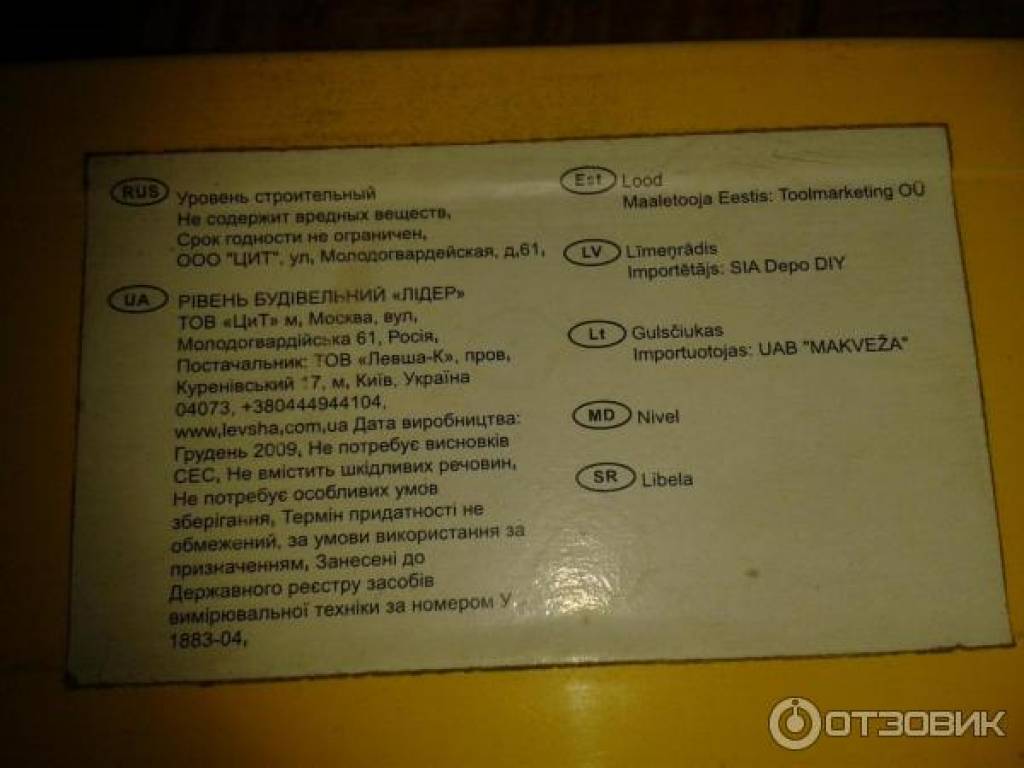 RUS
Уровень строительный
Не содержит вредных веществ,
Срок годности не ограничен,
ООО "ЦИТ", ул, Молодогвардейская, д,61,
UA
РІВЕНЬ БУДІВЕЛЬНИЙ «ЛІДЕР»
ТОВ «ЦиТ» м, Москва, вул,
Молодогвардійська 61, Росія,
Постачальник: ТОВ «Левша-К», пров,
Куренівський 17, м, Київ, Україна
04073, +380444944104,
www,levsha,com,ua Дата виробництва:
Грудень 2009, Не потребує висновків
СЕС, Не вмістить шкідливих речовин,
Не потребує особливих умов
зберігання, Термін придатності не
обмежений, за умови використання за
призначенням, Занесені до
Державного реєстру засобів
вимірювальної техніки за номером У
1883-04,
Est Lood
Maaletooja Eestis: Toolmarketing OÜ
LV Līmeņrādis
Importētājs: SIA Depo DIY
Lt Gulsčiukas
Importuotojas: UAB "MAKVEŽA"
MD Nivel
SR Libela
ОТЗОВИК